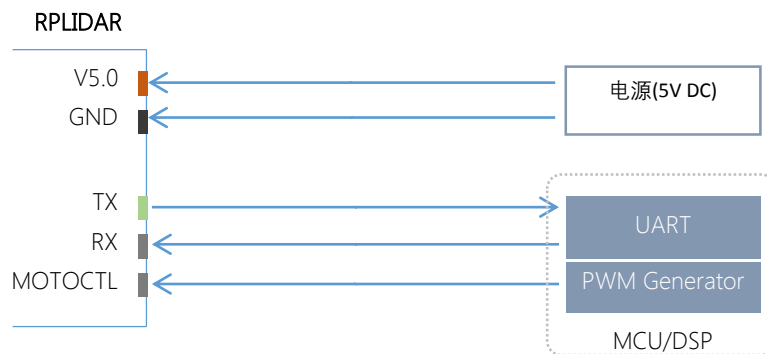 RPLIDAR
V5.0
电源(5V DC)
GND
TX
UART
RX
MOTOCTL
PWM Generator
MCU/DSP